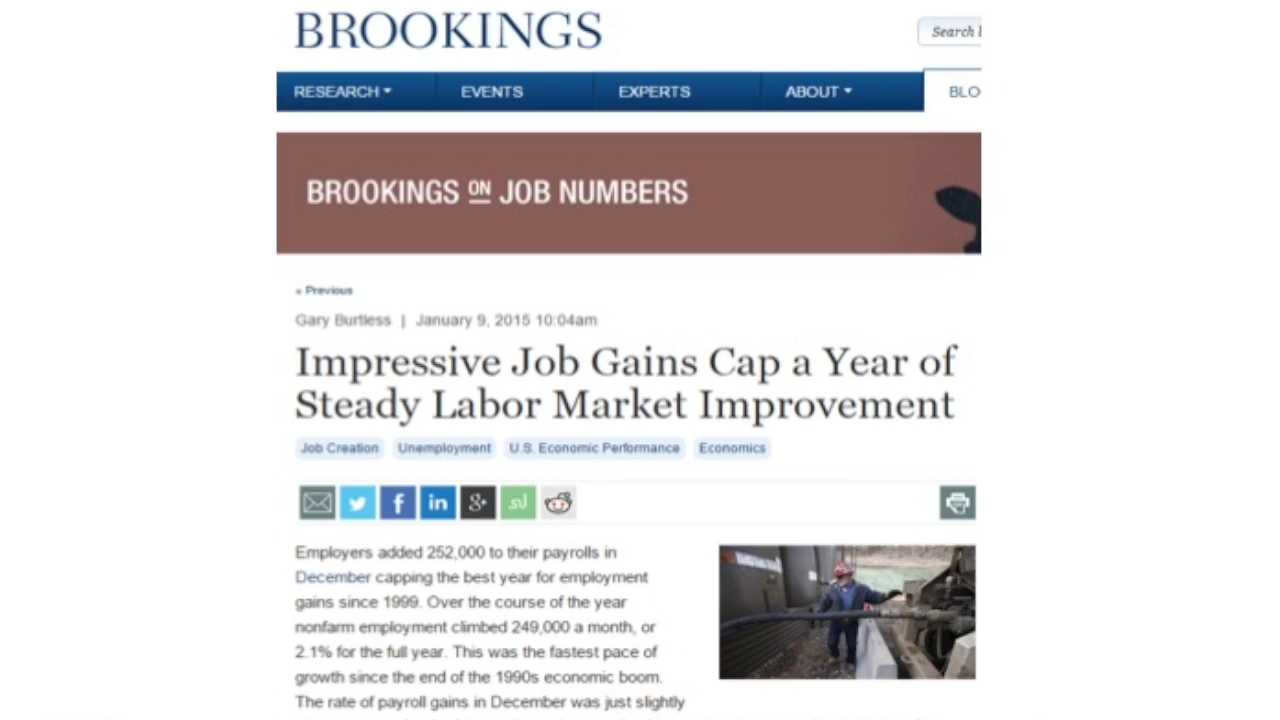 BROOKINGS
Search
RESEARCH
EVENTS
EXPERTS
ABOUT
BLO
BROOKINGS ON JOB NUMBERS
« Previous
Gary Burtless | January 9, 2015 10:04am
Impressive Job Gains Cap a Year of
Steady Labor Market Improvement
Job Creation Unemployment U.S. Economic Performance Economics
f in g+
Employers added 252,000 to their payrolls in
December capping the best year for employment
gains since 1999. Over the course of the year
nonfarm employment climbed 249,000 a month, or
2.1% for the full year. This was the fastest pace of
growth since the end of the 1990s economic boom.
The rate of payroll gains in December was just slightly